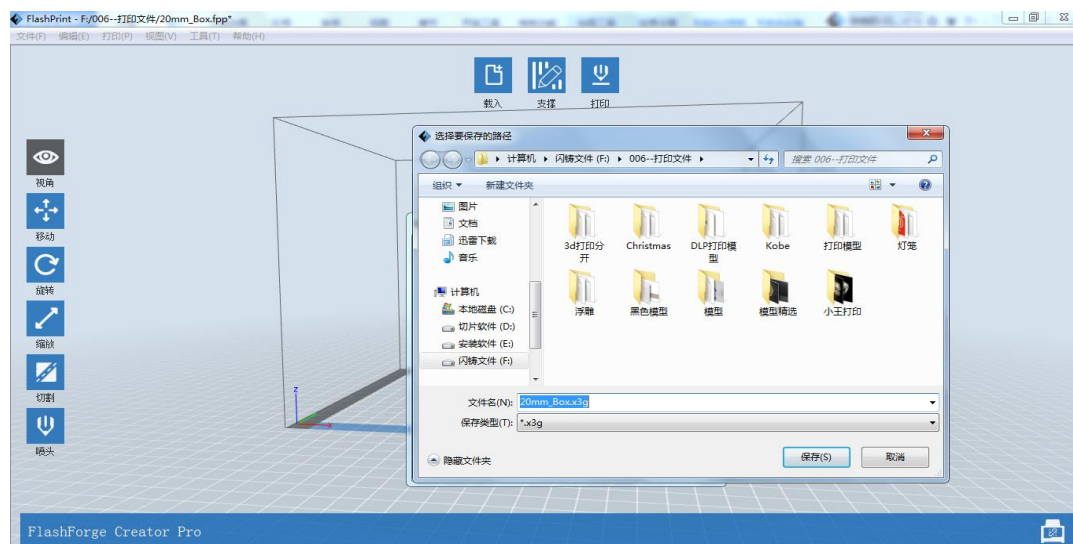 FlashPrint - F:/006--打印文件/20mm_Box.fpp*
文件(F) 编辑(E) 打印(P) 视图(V) 工具(T) 帮助(H)
载入 支撑 打印
选择要保存的路径
计算机 闪铸文件 (F:) 006--打印文件 搜索 006--打印文件
组织 新建文件夹
视角
移动
旋转
缩放
切割
喷头
图片
文档
迅雷下载
音乐
计算机
本地磁盘 (C:)
切片软件 (D:)
安装软件 (E:)
闪铸文件 (F:)
3d打印分开 Christmas DLP打印模型 Kobe 打印模型 灯笼
浮雕 黑色模型 模型 模型精选 小王打印
文件名(N): 20mm_Box.x3g
保存类型(T): *.x3g
隐藏文件夹 保存(S) 取消
z
FlashForge Creator Pro